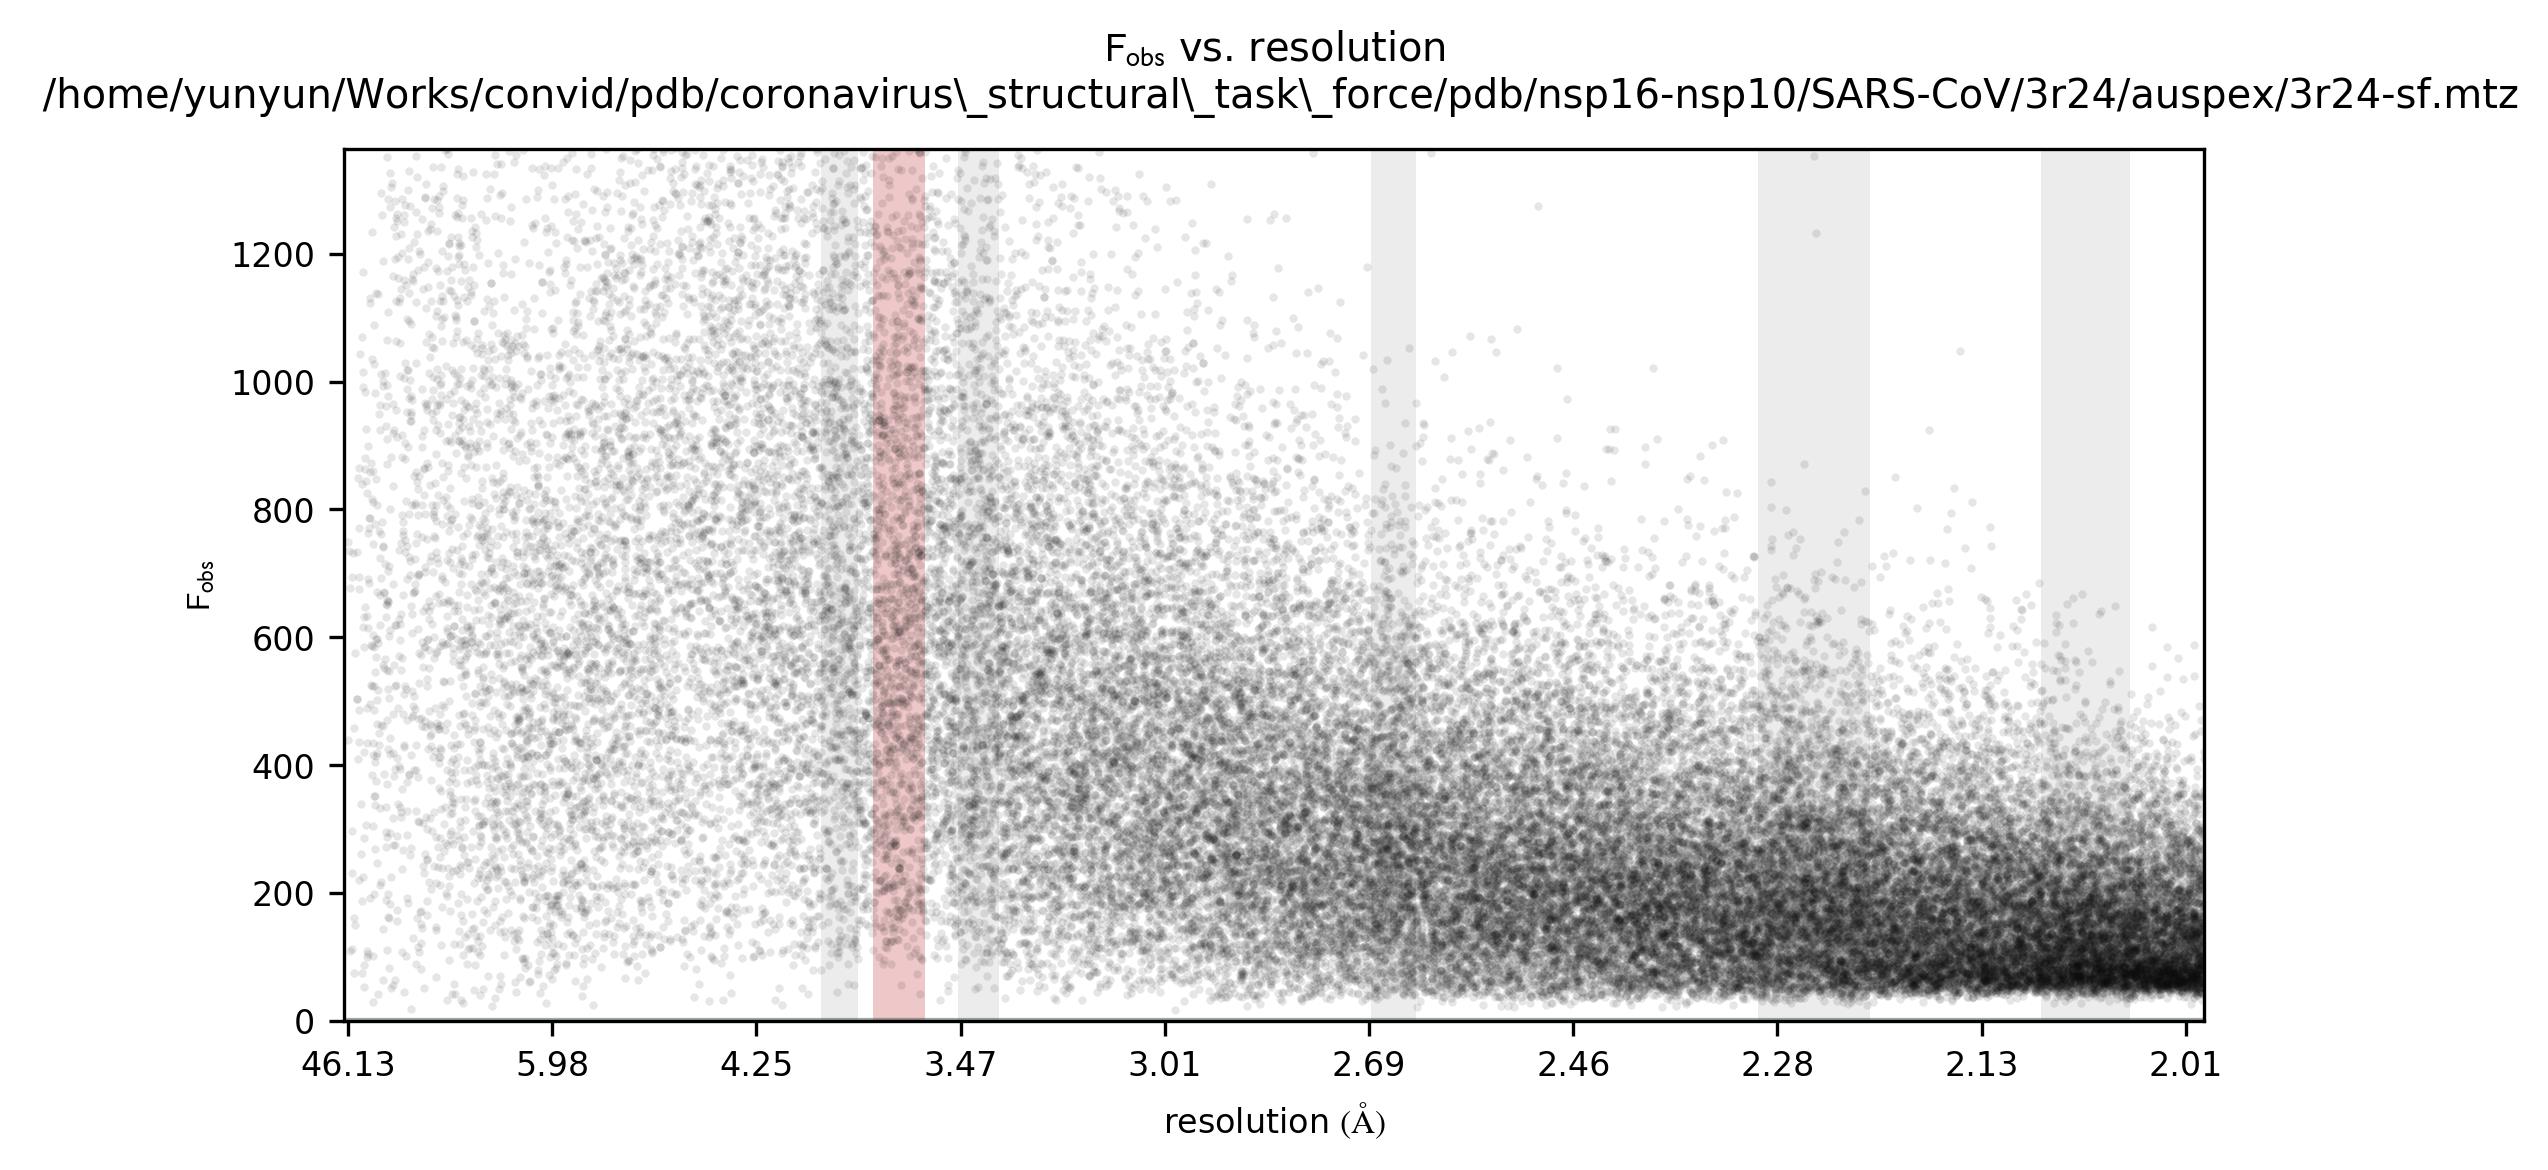 Fobs vs. resolution
/home/yunyun/Works/convid/pdb/coronavirus\_structural\_task\_force/pdb/nsp16-nsp10/SARS-CoV/3r24/auspex/3r24-sf.mtz
1200
1000
800
600
400
200
0
Fobs
46.13 5.98 4.25 3.47 3.01 2.69 2.46 2.28 2.13 2.01
resolution (Å)